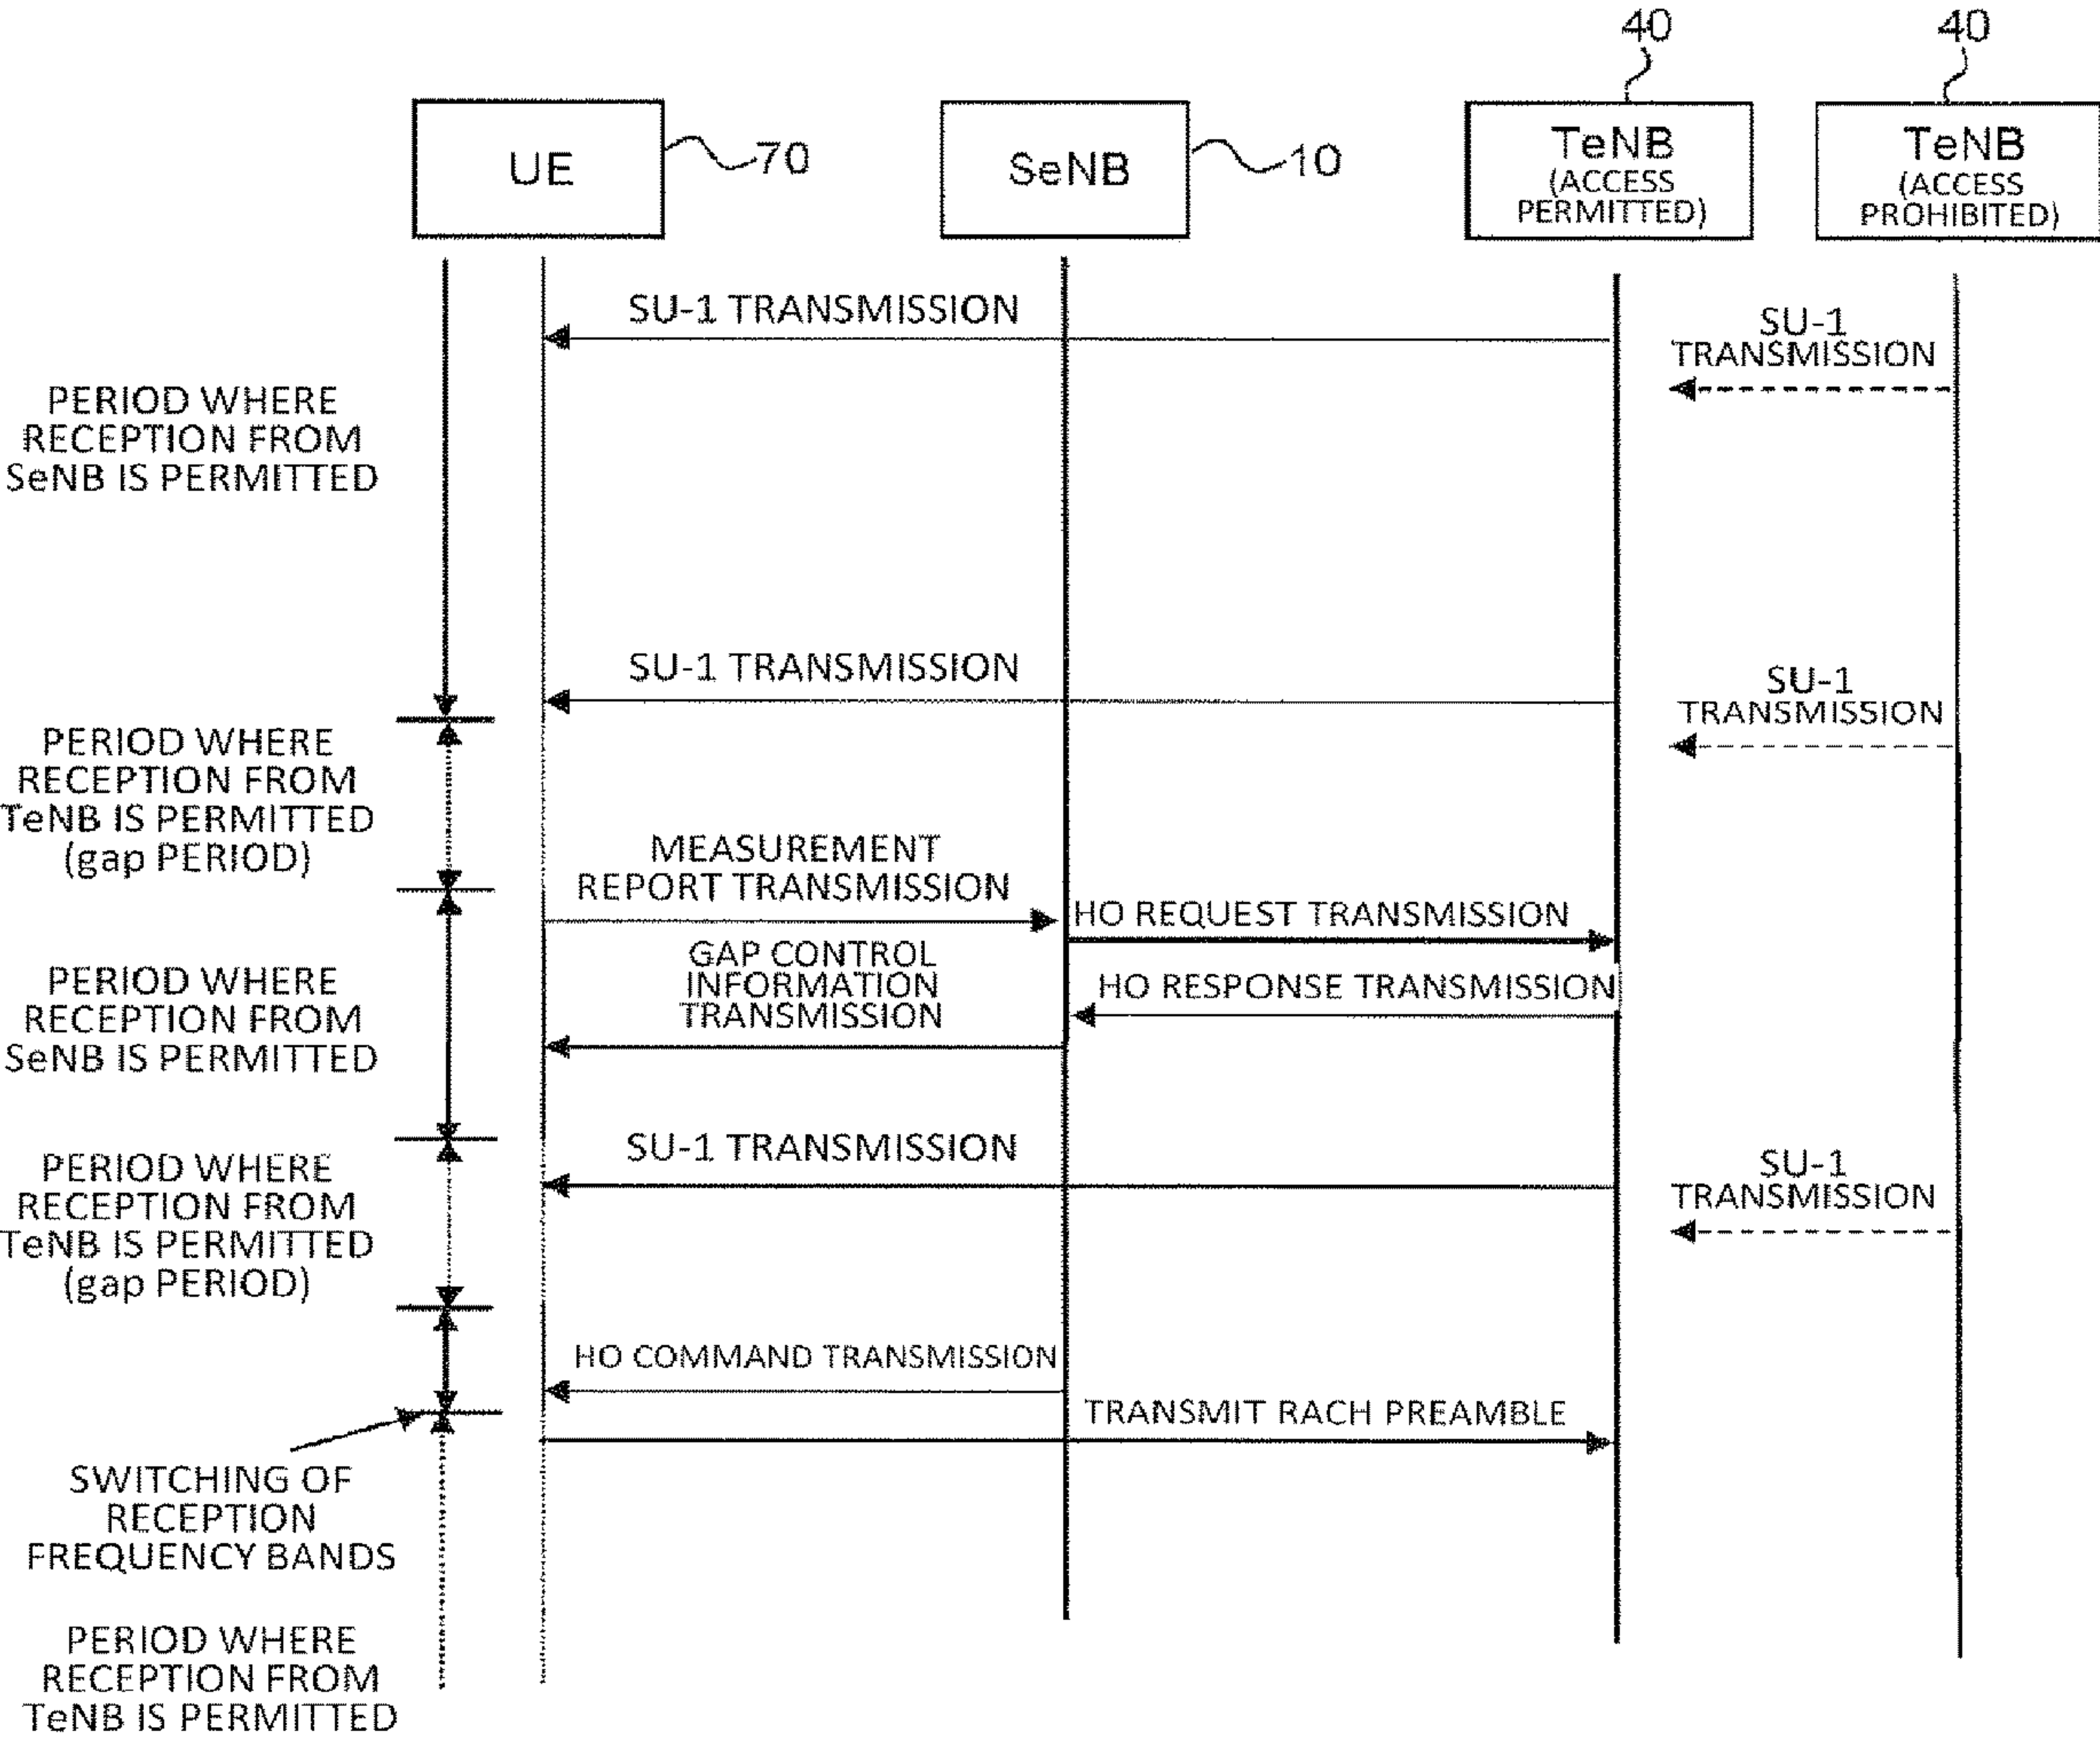 40
40
UE
70
SeNB
10
TeNB
(ACCESS
PERMITTED)
TeNB
(ACCESS
PROHIBITED)
SU-1 TRANSMISSION
SU-1
TRANSMISSION
PERIOD WHERE
RECEPTION FROM
SeNB IS PERMITTED
SU-1 TRANSMISSION
SU-1
TRANSMISSION
PERIOD WHERE
RECEPTION FROM
TeNB IS PERMITTED
(gap PERIOD)
MEASUREMENT
REPORT TRANSMISSION
HO REQUEST TRANSMISSION
GAP CONTROL
INFORMATION
TRANSMISSION
HO RESPONSE TRANSMISSION
PERIOD WHERE
RECEPTION FROM
SeNB IS PERMITTED
SU-1 TRANSMISSION
SU-1
TRANSMISSION
PERIOD WHERE
RECEPTION FROM
TeNB IS PERMITTED
(gap PERIOD)
HO COMMAND TRANSMISSION
TRANSMIT RACH PREAMBLE
SWITCHING OF
RECEPTION
FREQUENCY BANDS
PERIOD WHERE
RECEPTION FROM
TeNB IS PERMITTED